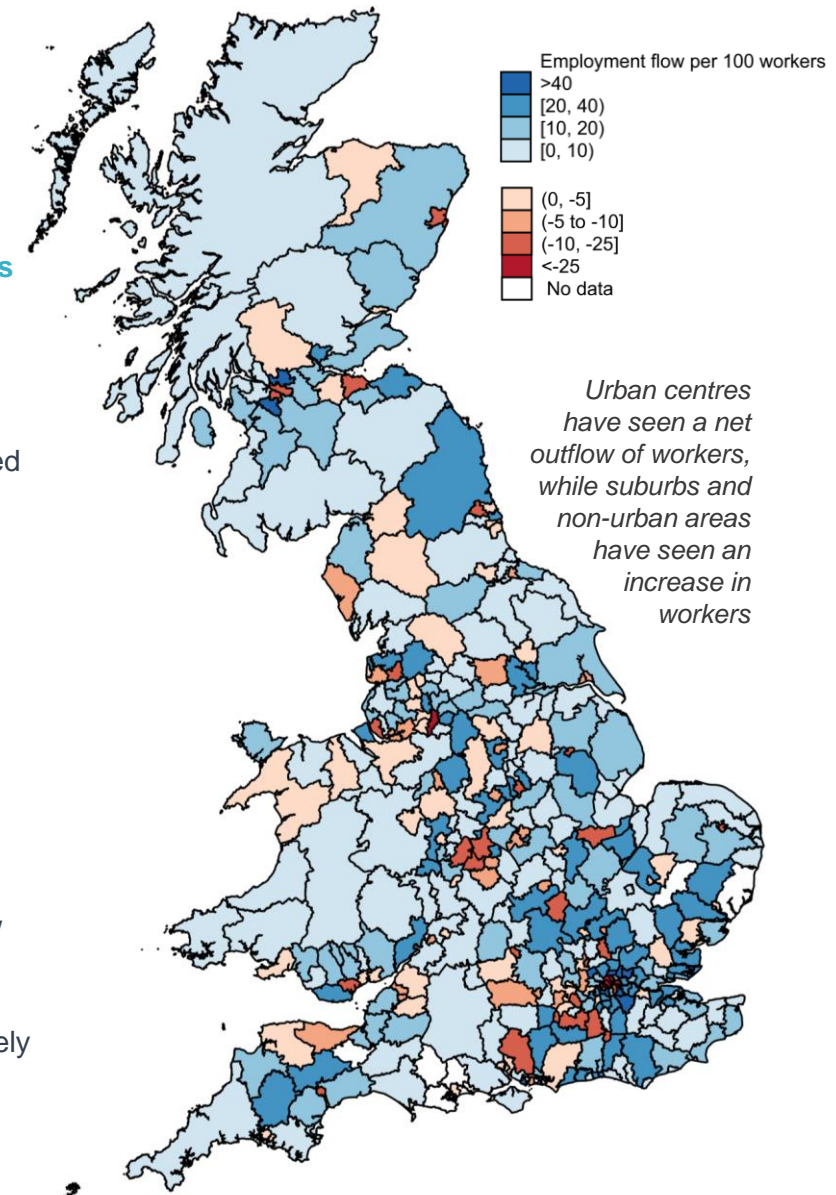 Employment flow per 100 workers
>40
[20, 40)
[10, 20)
[0, 10)
(0, -5]
(-5 to -10]
(-10, -25]
<-25
No data
s
ed
Urban centres
have seen a net
outflow of workers,
while suburbs and
non-urban areas
have seen an
increase in
workers
ely